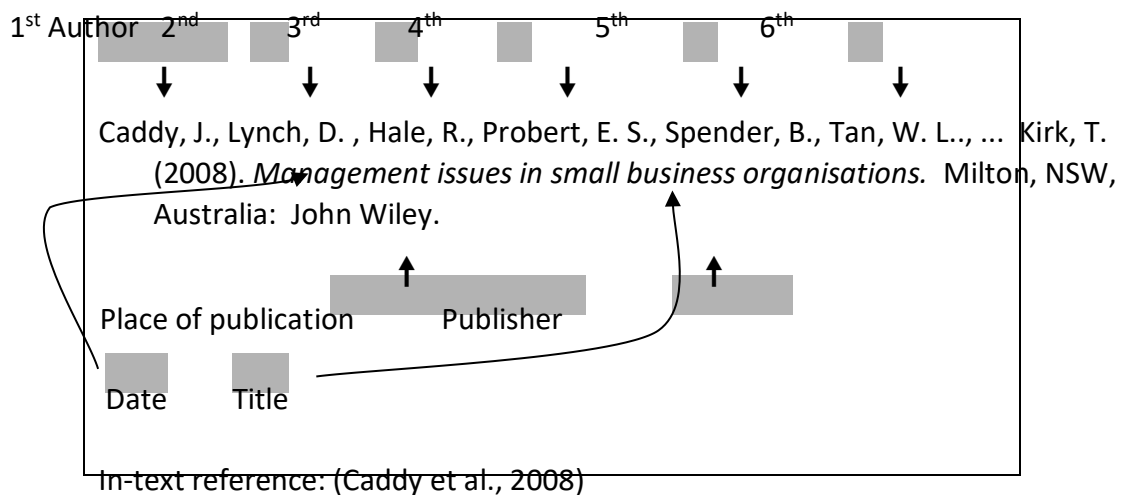 1st Author 2nd 3rd 4th 5th 6th
Caddy, J., Lynch, D. , Hale, R., Probert, E. S., Spender, B., Tan, W. L.., ... Kirk, T.
(2008). Management issues in small business organisations. Milton, NSW,
Australia: John Wiley.
Place of publication Publisher
Date Title
In-text reference: (Caddy et al., 2008)